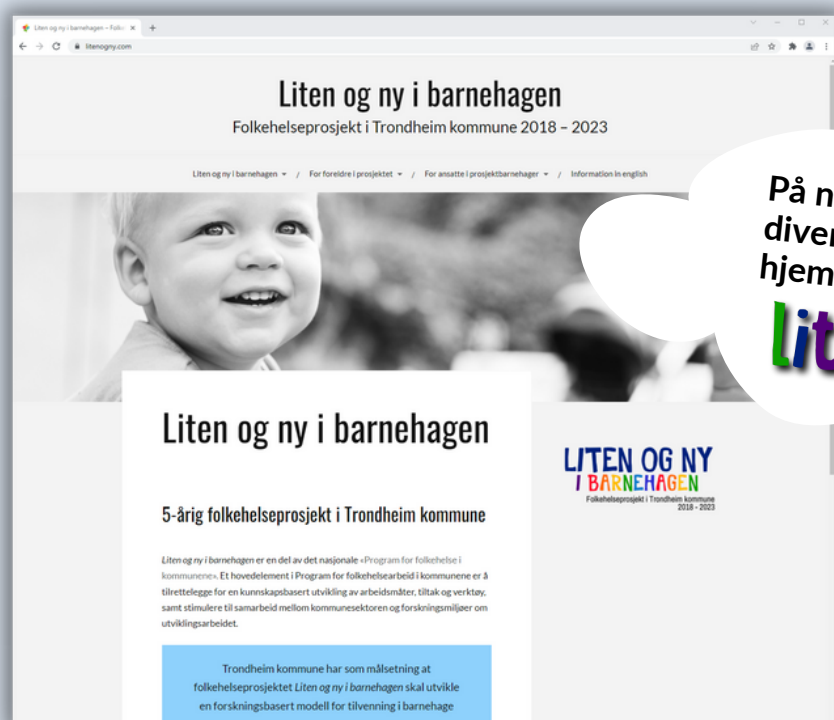 Liten og ny i barnehagen – Folke
litenogny.com
Liten og ny i barnehagen
Folkehelseprosjekt i Trondheim kommune 2018 – 2023
Liten og ny i barnehagen / For foreldre i prosjektet / For ansatte i prosjektbarnehager / Information in english
På n
diver
hjem
lit
Liten og ny i barnehagen
LITEN OG NY
I BARNEHAGEN
Folkehelseprosjekt i Trondheim kommune
2018 - 2023
5-årig folkehelseprosjekt i Trondheim kommune
Liten og ny i barnehagen er en del av det nasjonale «Program for folkehelse i
kommunene». Et hovedelement i Program for folkehelsearbeid i kommunene er å
tilrettelegge for en kunnskapsbasert utvikling av arbeidsmåter, tiltak og verktøy,
samt stimulere til samarbeid mellom kommunesektoren og forskningsmiljøer om
utviklingsarbeidet.
Trondheim kommune har som målsetning at
folkehelseprosjektet Liten og ny i barnehagen skal utvikle
en forskningsbasert modell for tilvenning i barnehage